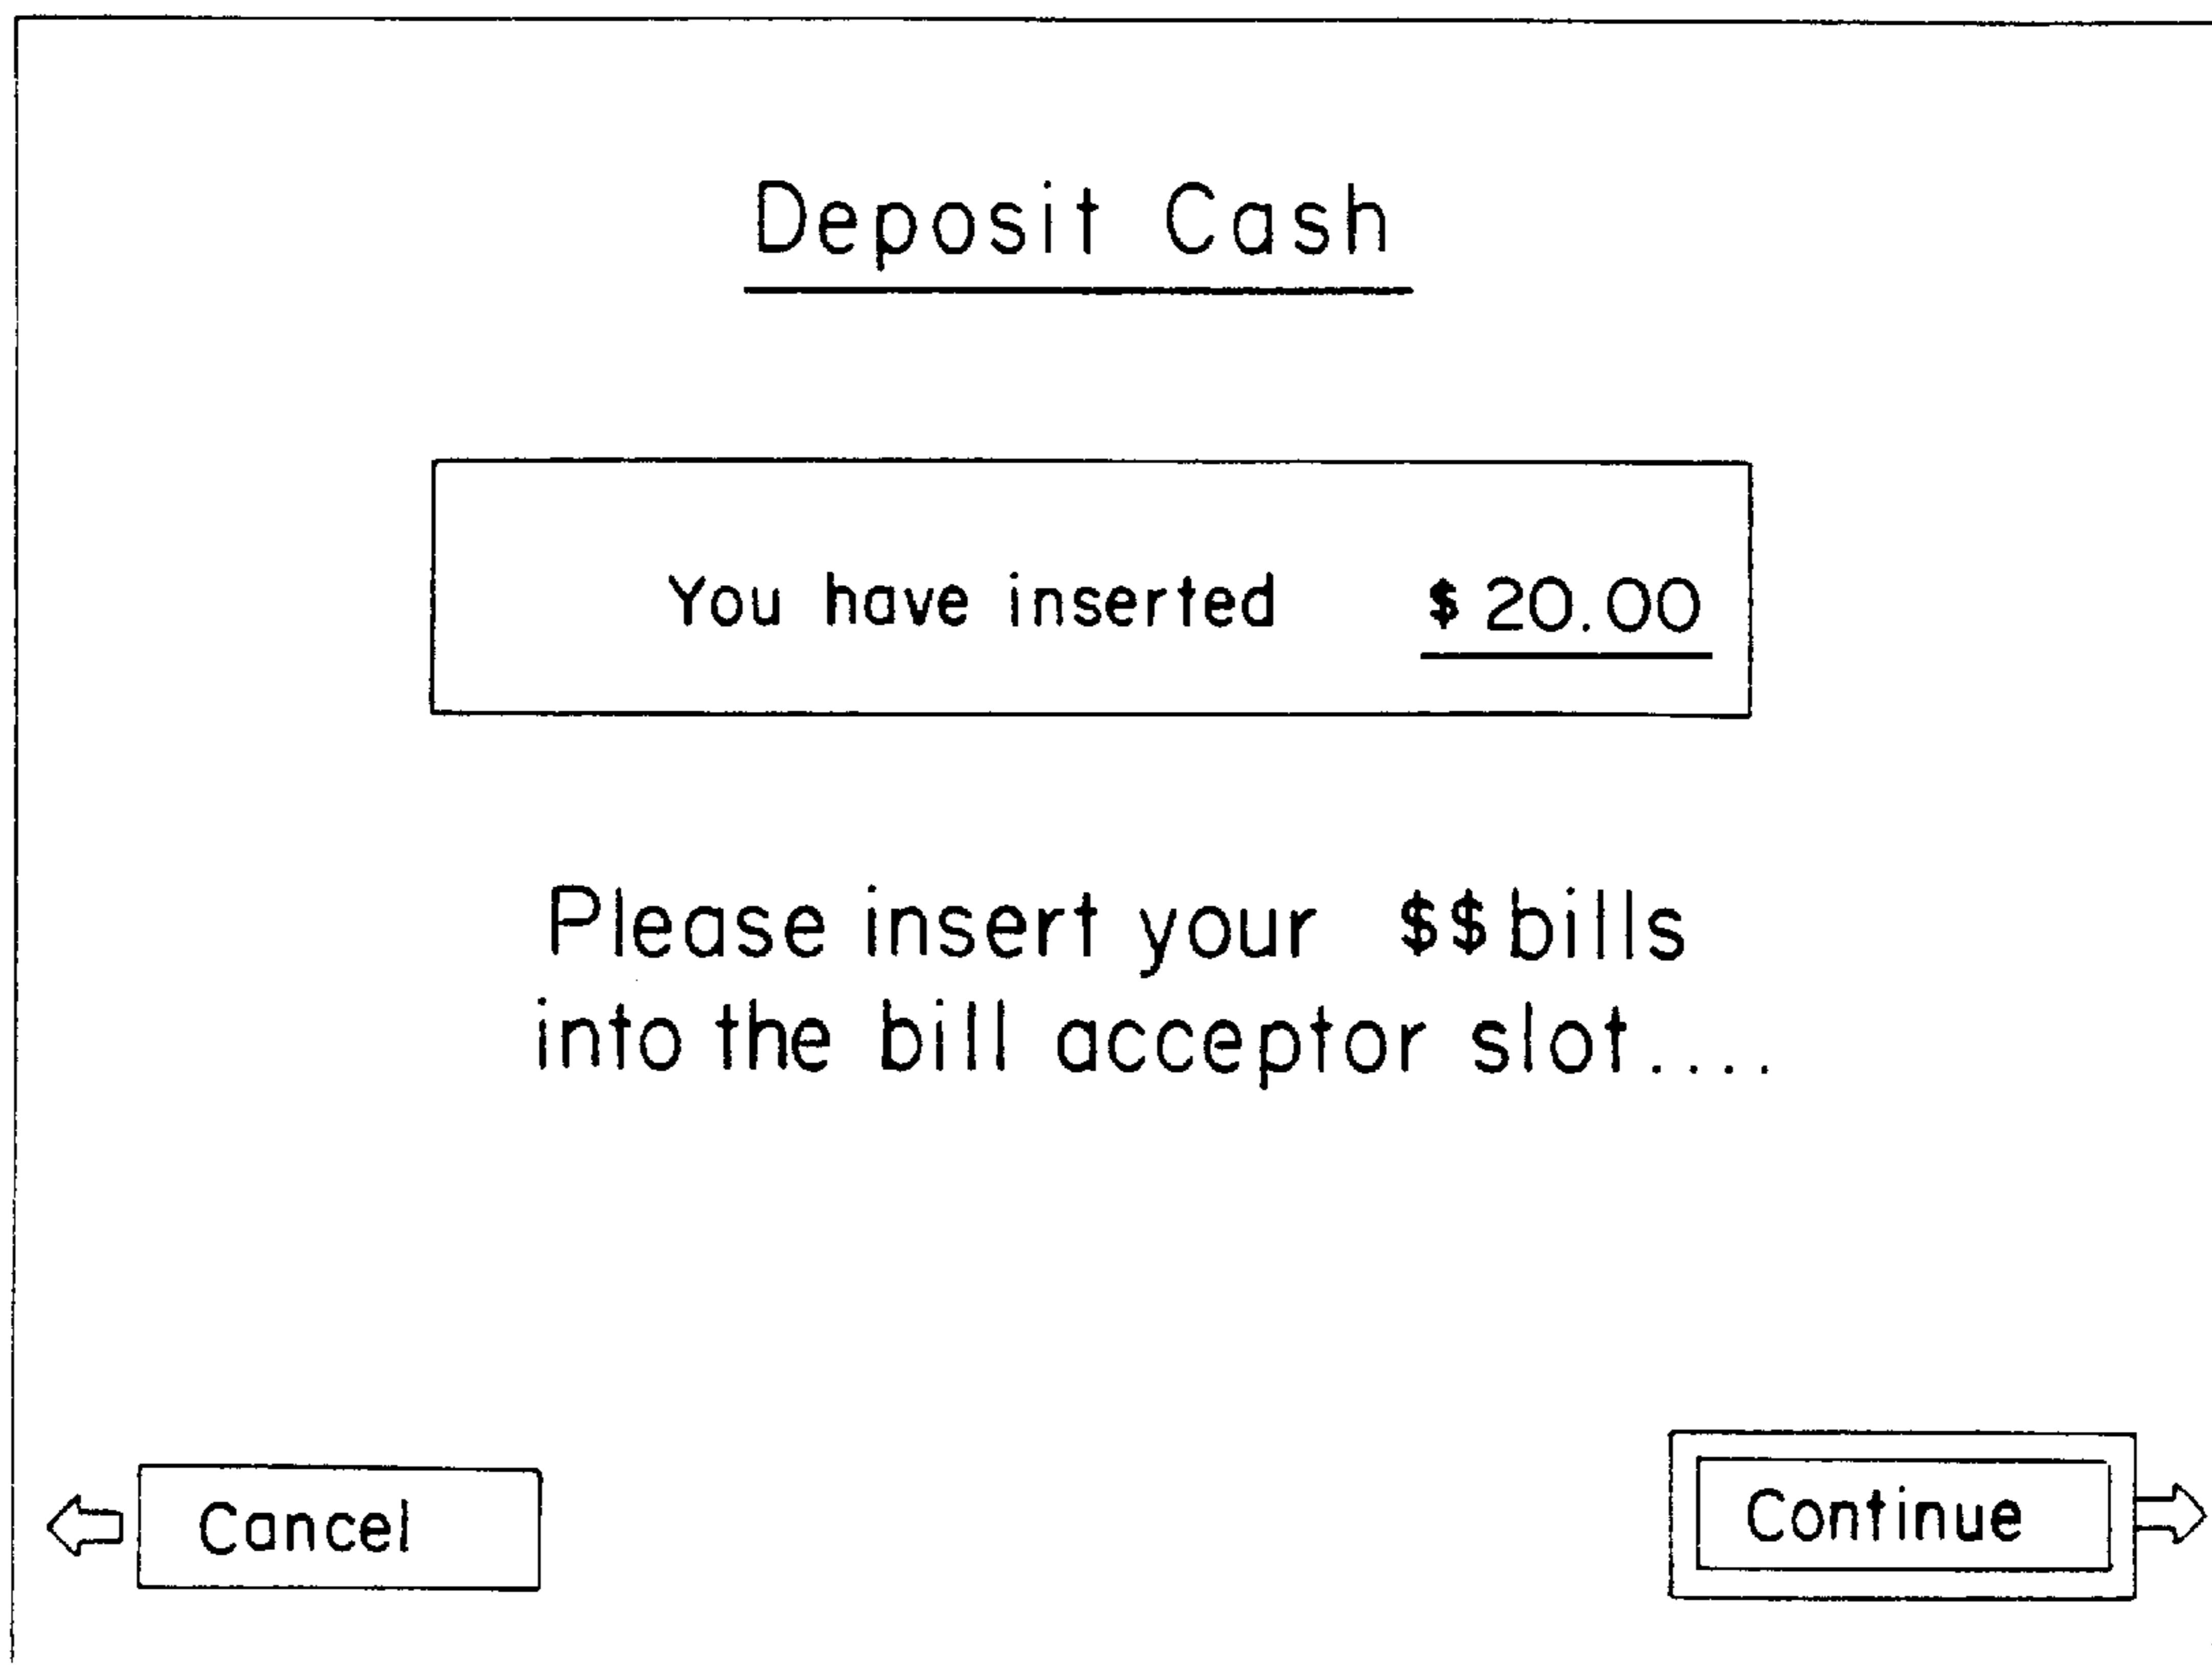 Deposit Cash
You have inserted $ 20.00
Please insert your $$ bills
into the bill acceptor slot....
Cancel
Continue